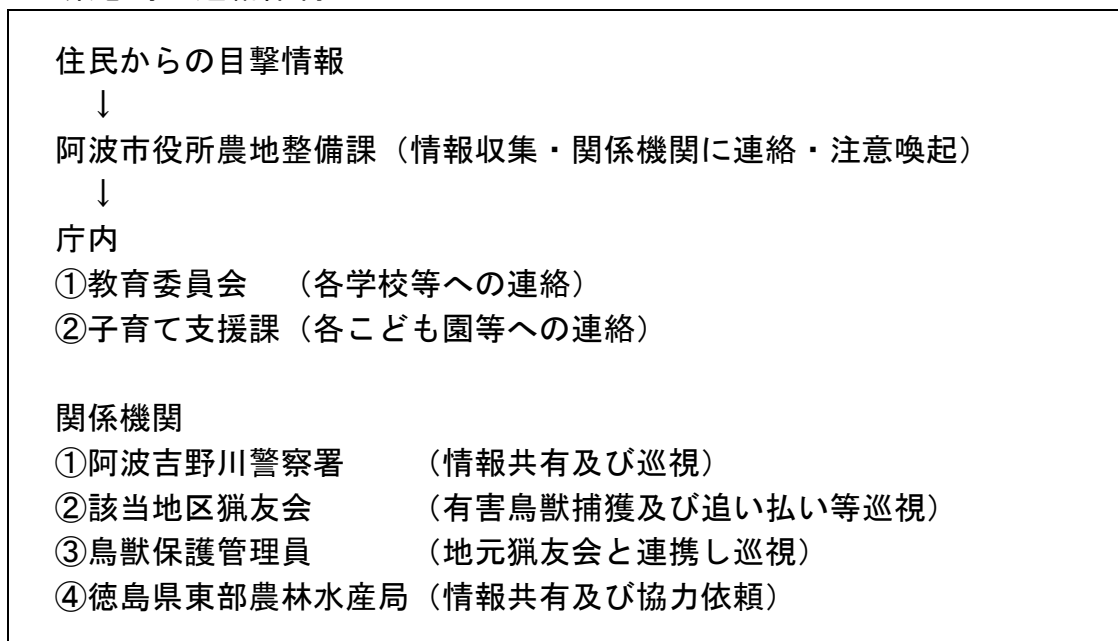 住民からの目撃情報
↓
阿波市役所農地整備課（情報収集・関係機関に連絡・注意喚起）
↓
庁内
①教育委員会　（各学校等への連絡）
②子育て支援課（各こども園等への連絡）
関係機関
①阿波吉野川警察署　　（情報共有及び巡視）
②該当地区猟友会　　　（有害鳥獣捕獲及び追い払い等巡視）
③鳥獣保護管理員　　　（地元猟友会と連携し巡視）
④徳島県東部農林水産局（情報共有及び協力依頼）